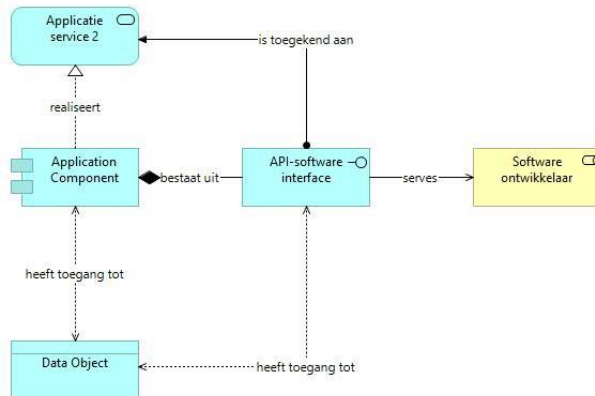 Applicatie
service 2
is toegekend aan
realiseert
Application
Component
bestaat uit
API-software
interface
serves
Software
ontwikkelaar
heeft toegang tot
Data Object
heeft toegang tot